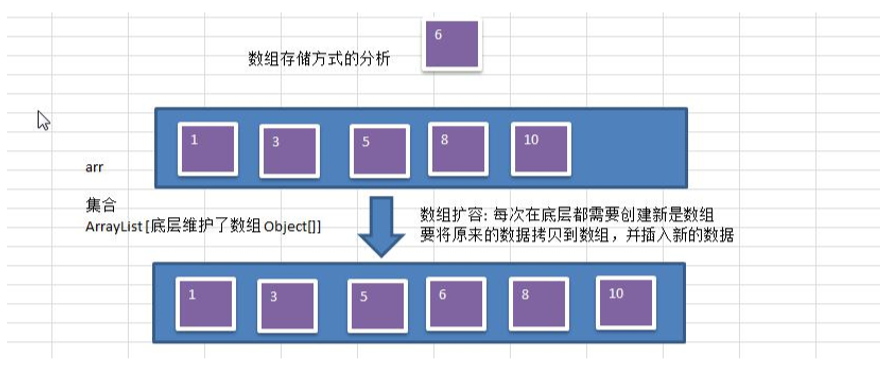 6
数组存储方式的分析
1 3 5 8 10
arr
集合
ArrayList [底层维护了数组 Object[]]
数组扩容: 每次在底层都需要创建新是数组
要将原来的数据拷贝到数组，并插入新的数据
1 3 5 6 8 10